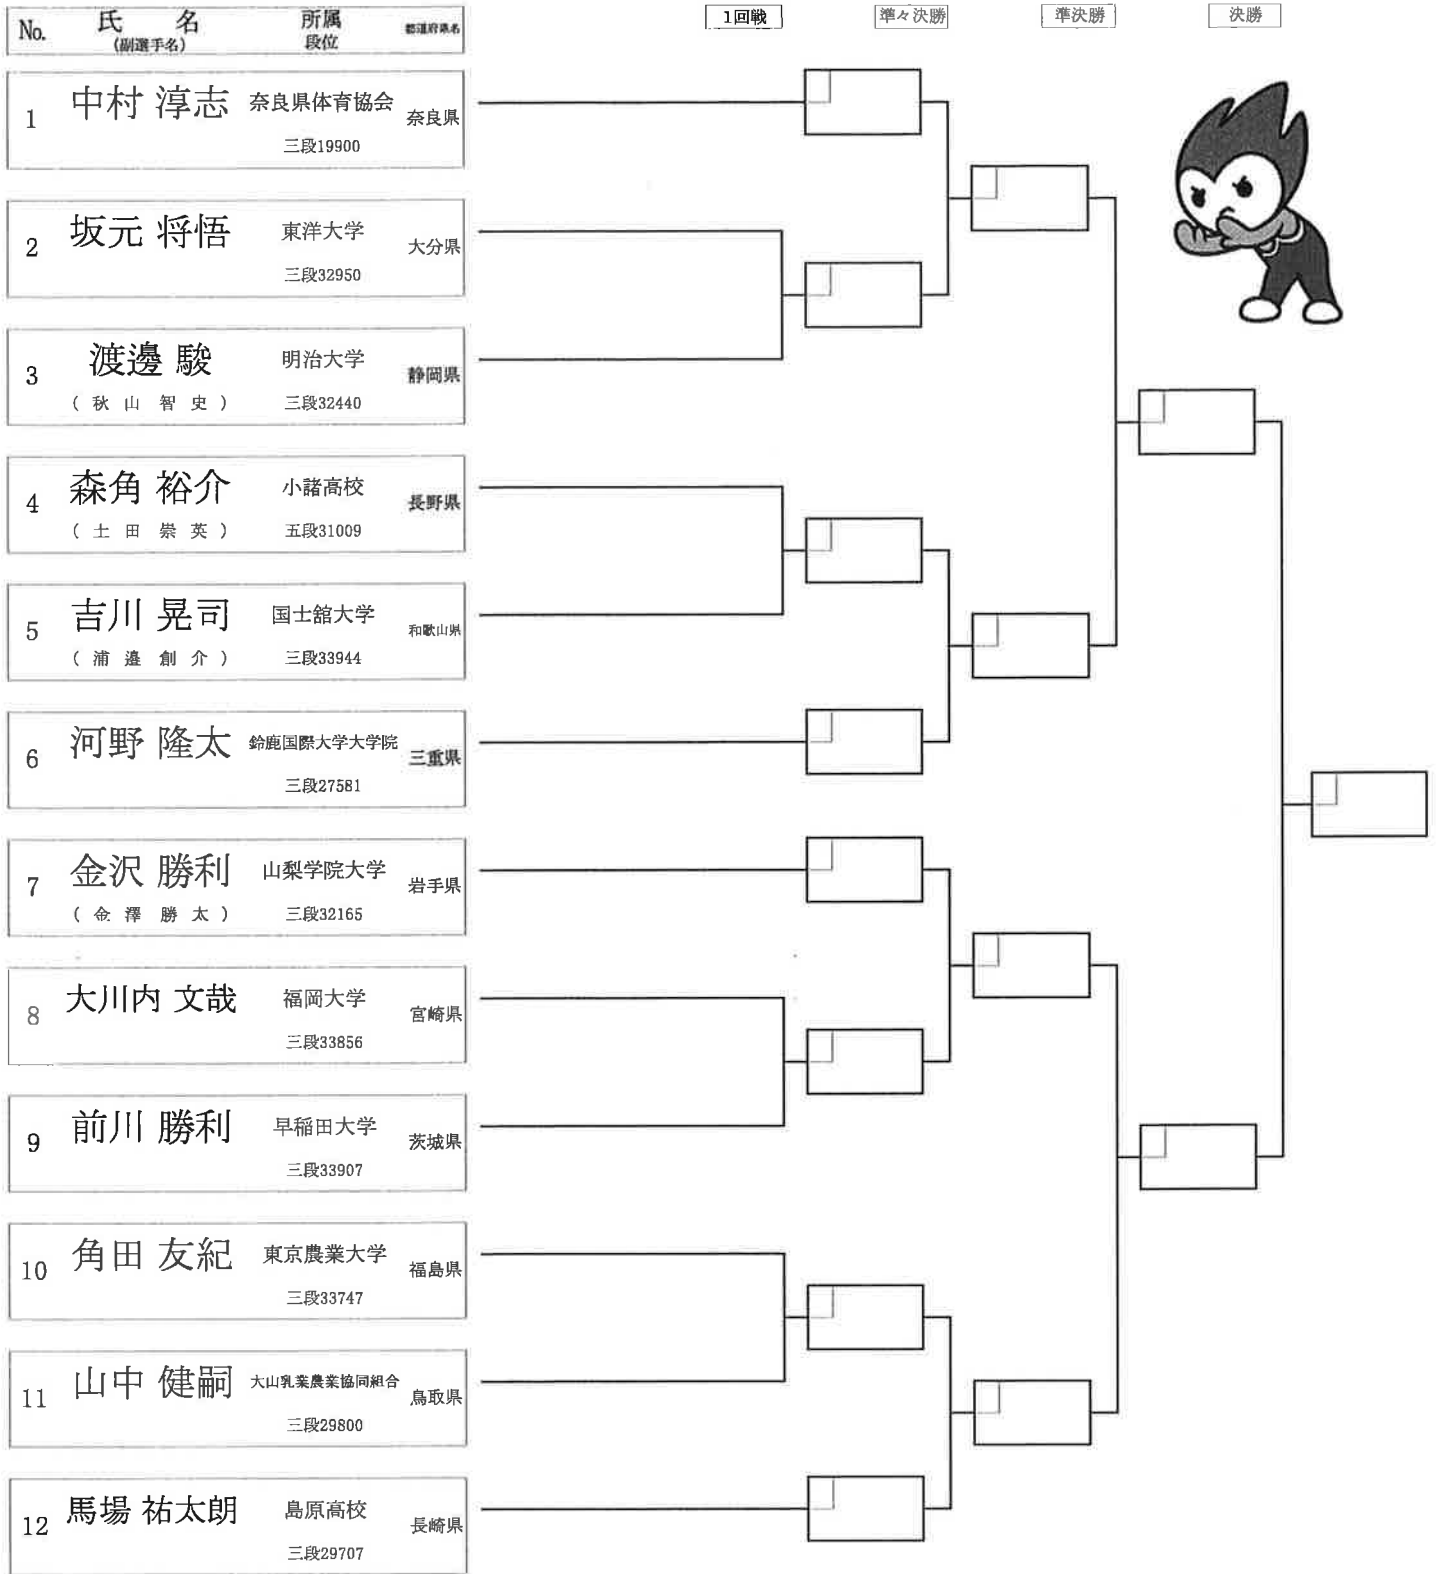 No. 氏 名 所属 都道府県名 1回戦 準々決勝 準決勝 決勝
(副選手名) 段位
1 中村 淳志 奈良県体育協会 奈良県
三段19900
2 坂元 将悟 東洋大学 大分県
三段32950
3 渡邊 駿 明治大学 静岡県
( 秋 山 智 史 ) 三段32440
4 森角 裕介 小諸高校 長野県
( 土 田 崇 英 ) 五段31009
5 吉川 晃司 国士舘大学 和歌山県
( 浦 邉 創 介 ) 三段33944
6 河野 隆太 鈴鹿国際大学大学院 三重県
三段27581
7 金沢 勝利 山梨学院大学 岩手県
( 金 澤 勝 太 ) 三段32165
8 大川内 文哉 福岡大学 宮崎県
三段33856
9 前川 勝利 早稲田大学 茨城県
三段33907
10 角田 友紀 東京農業大学 福島県
三段33747
11 山中 健嗣 大山乳業農業協同組合 鳥取県
三段29800
12 馬場 祐太朗 島原高校 長崎県
三段29707